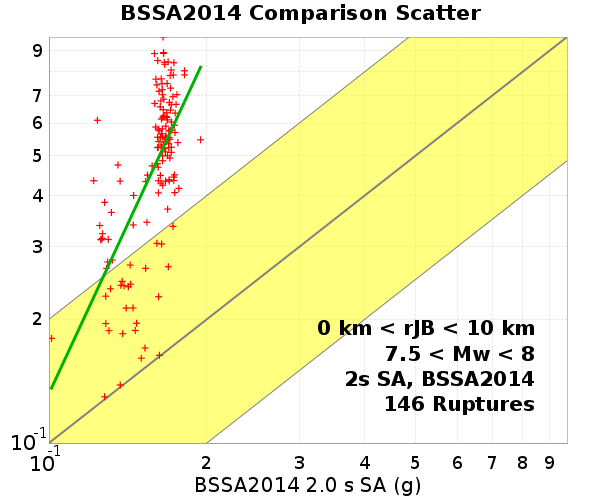 BSSA2014 Comparison Scatter
9
7
6
5
4
3
2
10-1
0 km < rJB < 10 km
7.5 < Mw < 8
2s SA, BSSA2014
146 Ruptures
10-1 2 3 4 5 6 7 8 9
BSSA2014 2.0 s SA (g)